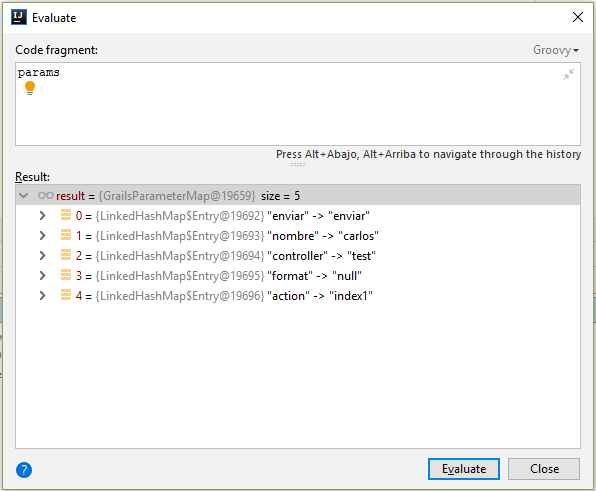 Evaluate
Code fragment:
Groovy
params
Press Alt+Abajo, Alt+Arriba to navigate through the history
Result:
result = {GrailsParameterMap@19659} size = 5
0 = {LinkedHashMap$Entry@19692} "enviar" -> "enviar"
1 = {LinkedHashMap$Entry@19693} "nombre" -> "carlos"
2 = {LinkedHashMap$Entry@19694} "controller" -> "test"
3 = {LinkedHashMap$Entry@19695} "format" -> "null"
4 = {LinkedHashMap$Entry@19696} "action" -> "index1"
? Evaluate Close